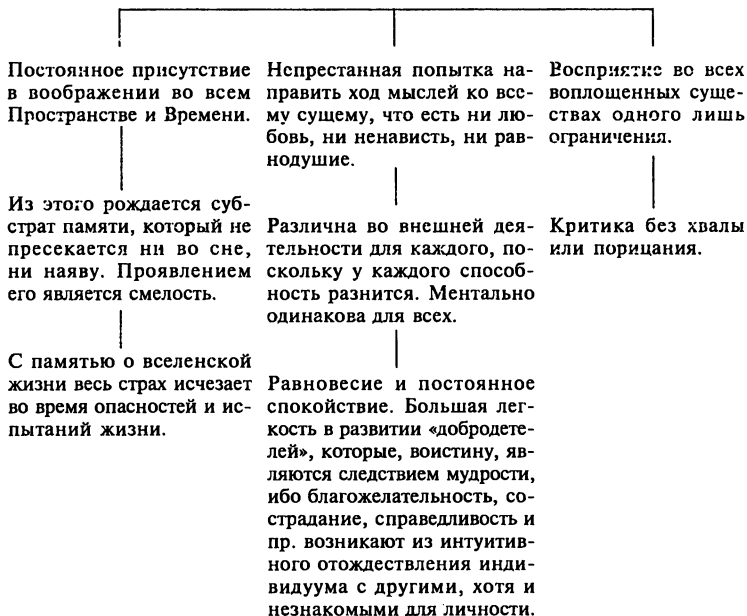 Постоянное присутствие
в воображении во всем
Пространстве и Времени.
Из этого рождается суб-
страт памяти, который не
пресекается ни во сне,
ни наяву. Проявлением
его является смелость.
С памятью о вселенской
жизни весь страх исчезает
во время опасностей и ис-
пытаний жизни.
Непрестанная попытка на-
править ход мыслей ко все-
му сущему, что есть ни лю-
бовь, ни ненависть, ни рав-
нодушие.
Различна во внешней дея-
тельности для каждого, по-
скольку у каждого способ-
ность разнится. Ментально
одинакова для всех.
Равновесие и постоянное
спокойствие. Большая лег-
кость в развитии «добродете-
лей», которые, воистину, яв-
ляются следствием мудрости,
ибо благожелательность, со-
страдание, справедливость и
пр. возникают из интуитив-
ного отождествления инди-
видуума с другими, хотя и
незнакомыми для личности.
Восприятие во всех
воплощенных суще-
ствах одного лишь
ограничения.
Критика без хвалы
или порицания.